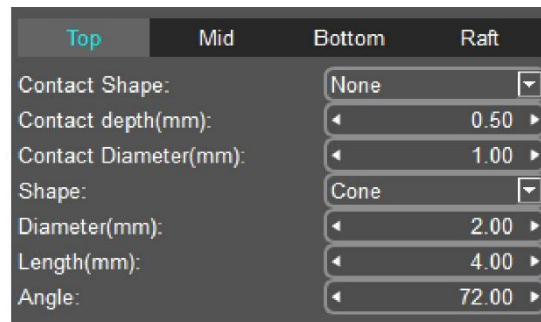 Top Mid Bottom Raft
Contact Shape: None
Contact depth(mm): 0.50
Contact Diameter(mm): 1.00
Shape: Cone
Diameter(mm): 2.00
Length(mm): 4.00
Angle: 72.00